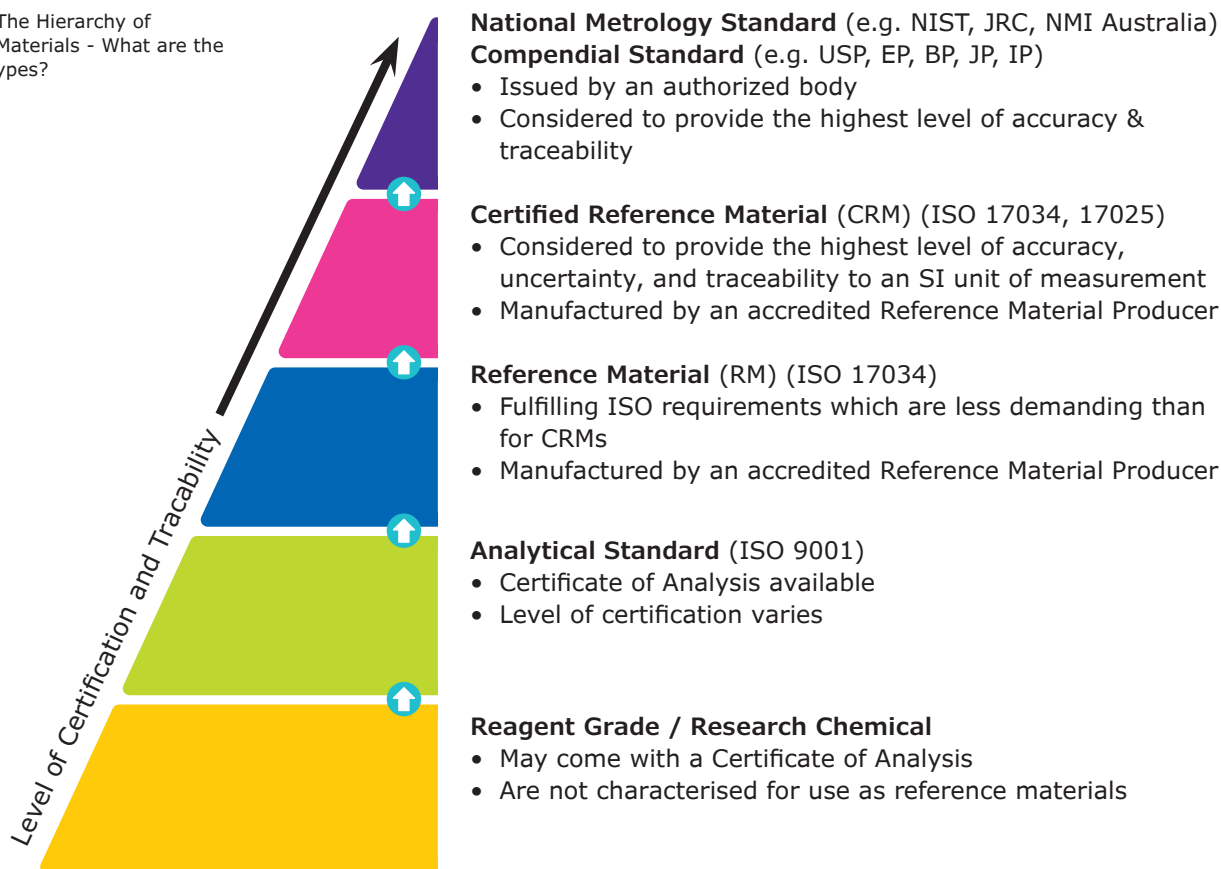 The Hierarchy of
Materials - What are the
ypes?
National Metrology Standard (e.g. NIST, JRC, NMI Australia)
Compendial Standard (e.g. USP, EP, BP, JP, IP)
• Issued by an authorized body
• Considered to provide the highest level of accuracy &
traceability
Certified Reference Material (CRM) (ISO 17034, 17025)
• Considered to provide the highest level of accuracy,
uncertainty, and traceability to an SI unit of measurement
• Manufactured by an accredited Reference Material Producer
Reference Material (RM) (ISO 17034)
• Fulfilling ISO requirements which are less demanding than
for CRMs
• Manufactured by an accredited Reference Material Producer
Analytical Standard (ISO 9001)
• Certificate of Analysis available
• Level of certification varies
Reagent Grade / Research Chemical
• May come with a Certificate of Analysis
• Are not characterised for use as reference materials
Level of Certification and Tracability